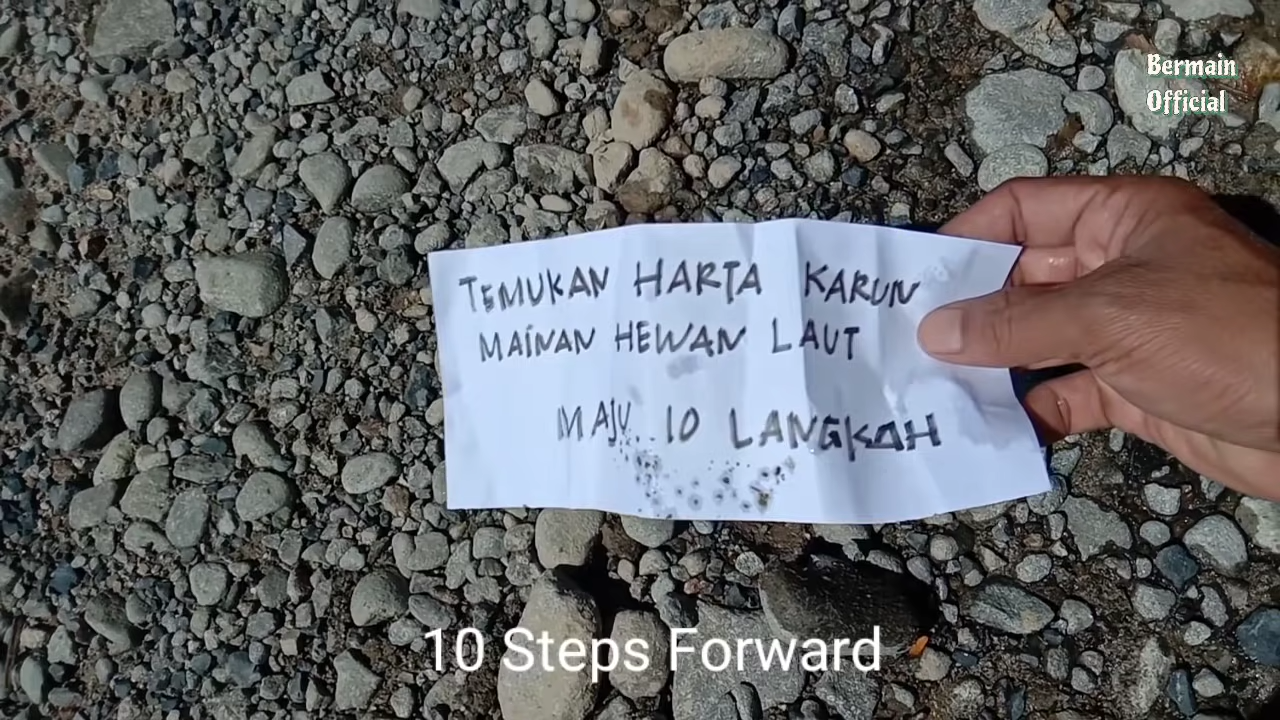 Bermain
Official
TEMUKAN HARTA KARUN
MAINAN HEWAN LAUT
MAJU 10 LANGKAH
10 Steps Forward